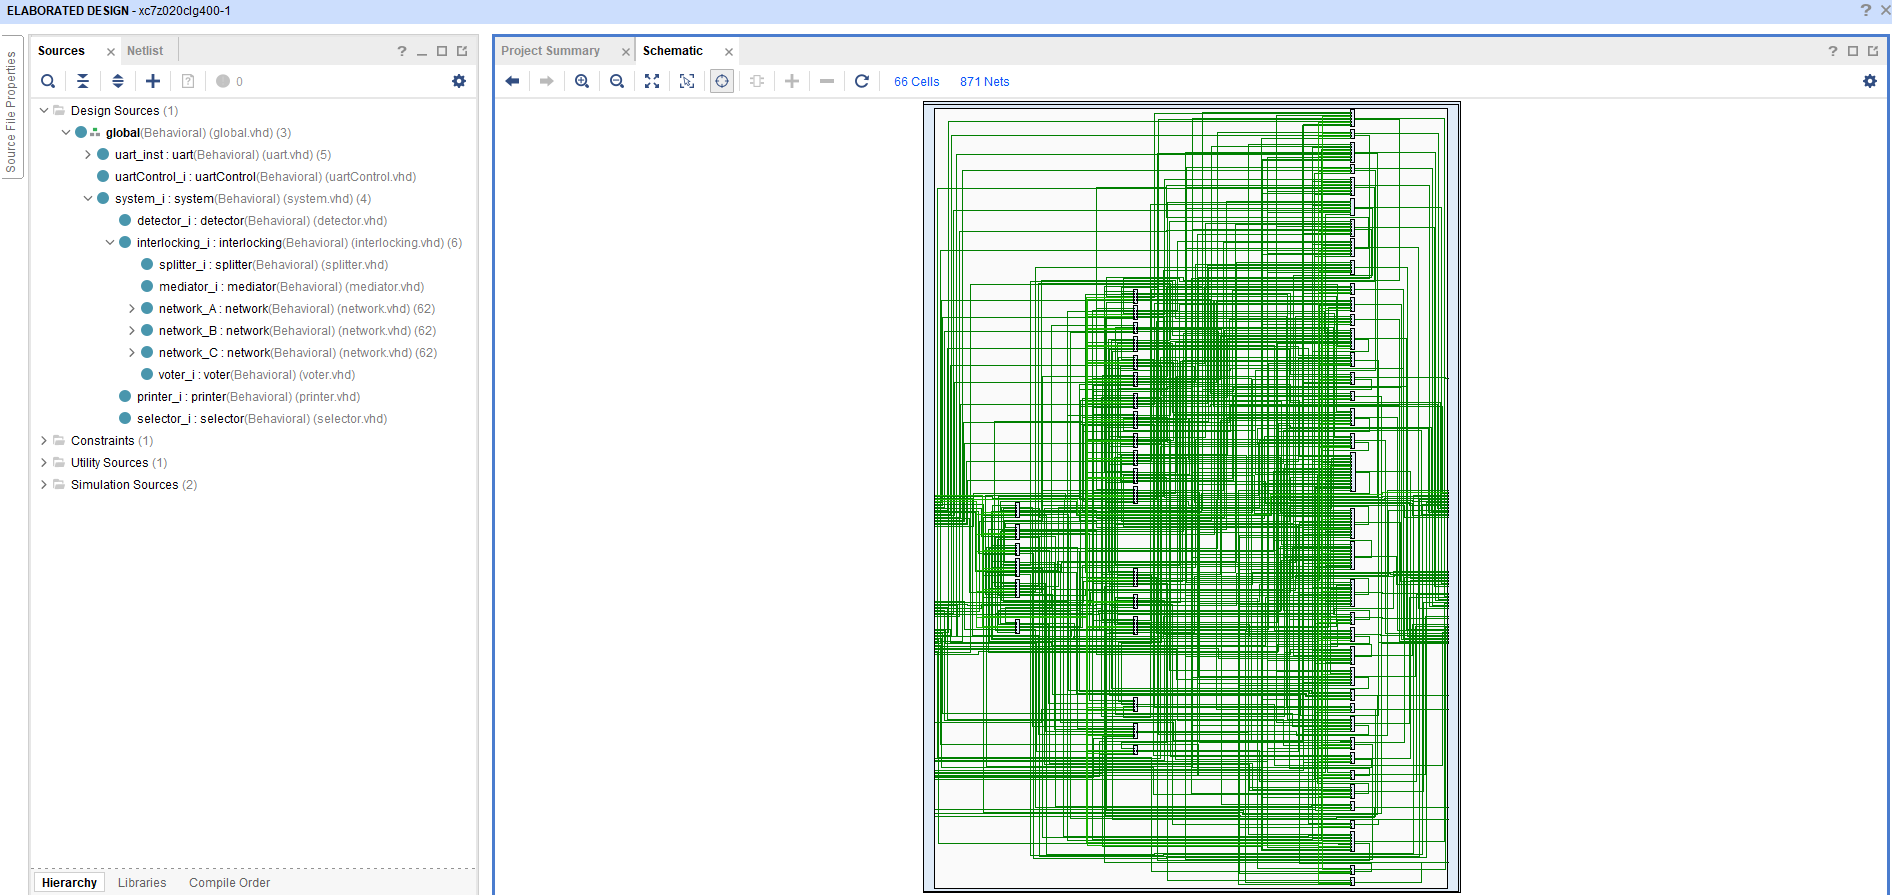 ELABORATED DESIGN - xc7z020clg400-1
Source File Properties
Sources
Netlist
0
Design Sources (1)
global(Behavioral) (global.vhd) (3)
uart_inst : uart(Behavioral) (uart.vhd) (5)
uartControl_i : uartControl(Behavioral) (uartControl.vhd)
system_i : system(Behavioral) (system.vhd) (4)
detector_i : detector(Behavioral) (detector.vhd)
interlocking_i : interlocking(Behavioral) (interlocking.vhd) (6)
splitter_i : splitter(Behavioral) (splitter.vhd)
mediator_i : mediator(Behavioral) (mediator.vhd)
network_A : network(Behavioral) (network.vhd) (62)
network_B : network(Behavioral) (network.vhd) (62)
network_C : network(Behavioral) (network.vhd) (62)
voter_i : voter(Behavioral) (voter.vhd)
printer_i : printer(Behavioral) (printer.vhd)
selector_i : selector(Behavioral) (selector.vhd)
Constraints (1)
Utility Sources (1)
Simulation Sources (2)
Hierarchy Libraries Compile Order
Project Summary
Schematic
66 Cells 871 Nets